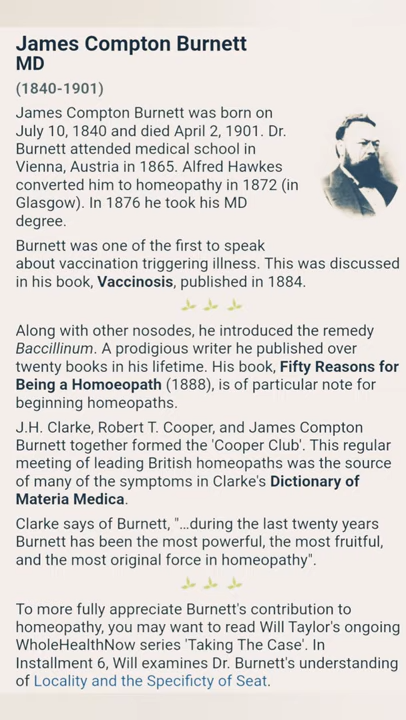 James Compton Burnett
MD
(1840-1901)
James Compton Burnett was born on
July 10, 1840 and died April 2, 1901. Dr.
Burnett attended medical school in
Vienna, Austria in 1865. Alfred Hawkes
converted him to homeopathy in 1872 (in
Glasgow). In 1876 he took his MD
degree.
Burnett was one of the first to speak
about vaccination triggering illness. This was discussed
in his book, Vaccinosis, published in 1884.
Along with other nosodes, he introduced the remedy
Baccillinum. A prodigious writer he published over
twenty books in his lifetime. His book, Fifty Reasons for
Being a Homoeopath (1888), is of particular note for
beginning homeopaths.
J.H. Clarke, Robert T. Cooper, and James Compton
Burnett together formed the 'Cooper Club'. This regular
meeting of leading British homeopaths was the source
of many of the symptoms in Clarke's Dictionary of
Materia Medica.
Clarke says of Burnett, "...during the last twenty years
Burnett has been the most powerful, the most fruitful,
and the most original force in homeopathy".
To more fully appreciate Burnett's contribution to
homeopathy, you may want to read Will Taylor's ongoing
WholeHealthNow series 'Taking The Case'. In
Installment 6, Will examines Dr. Burnett's understanding
of Locality and the Specificty of Seat.